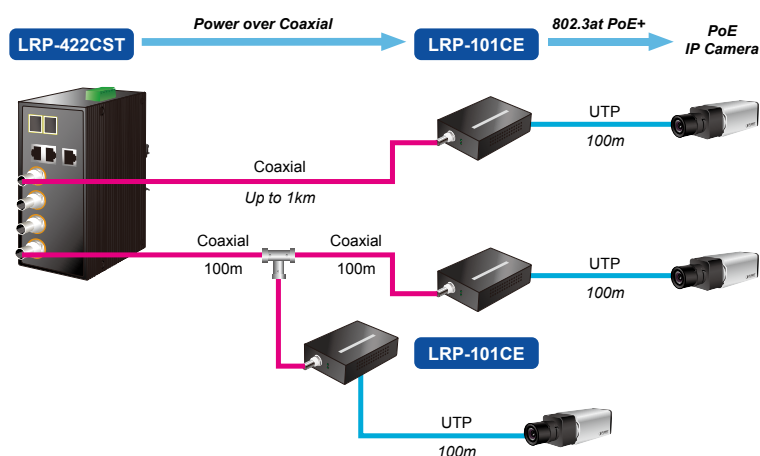 Power over Coaxial
802.3at PoE+
PoE
IP Camera
LRP-422CST
LRP-101CE
UTP
100m
Coaxial
Up to 1km
Coaxial
100m
Coaxial
100m
UTP
100m
LRP-101CE
UTP
100m